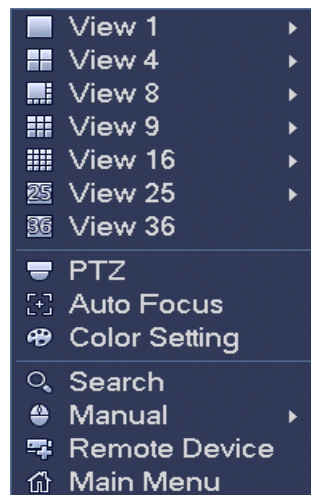 View 1
View 4
View 8
View 9
View 16
25 View 25
36 View 36
PTZ
Auto Focus
Color Setting
Search
Manual
Remote Device
Main Menu